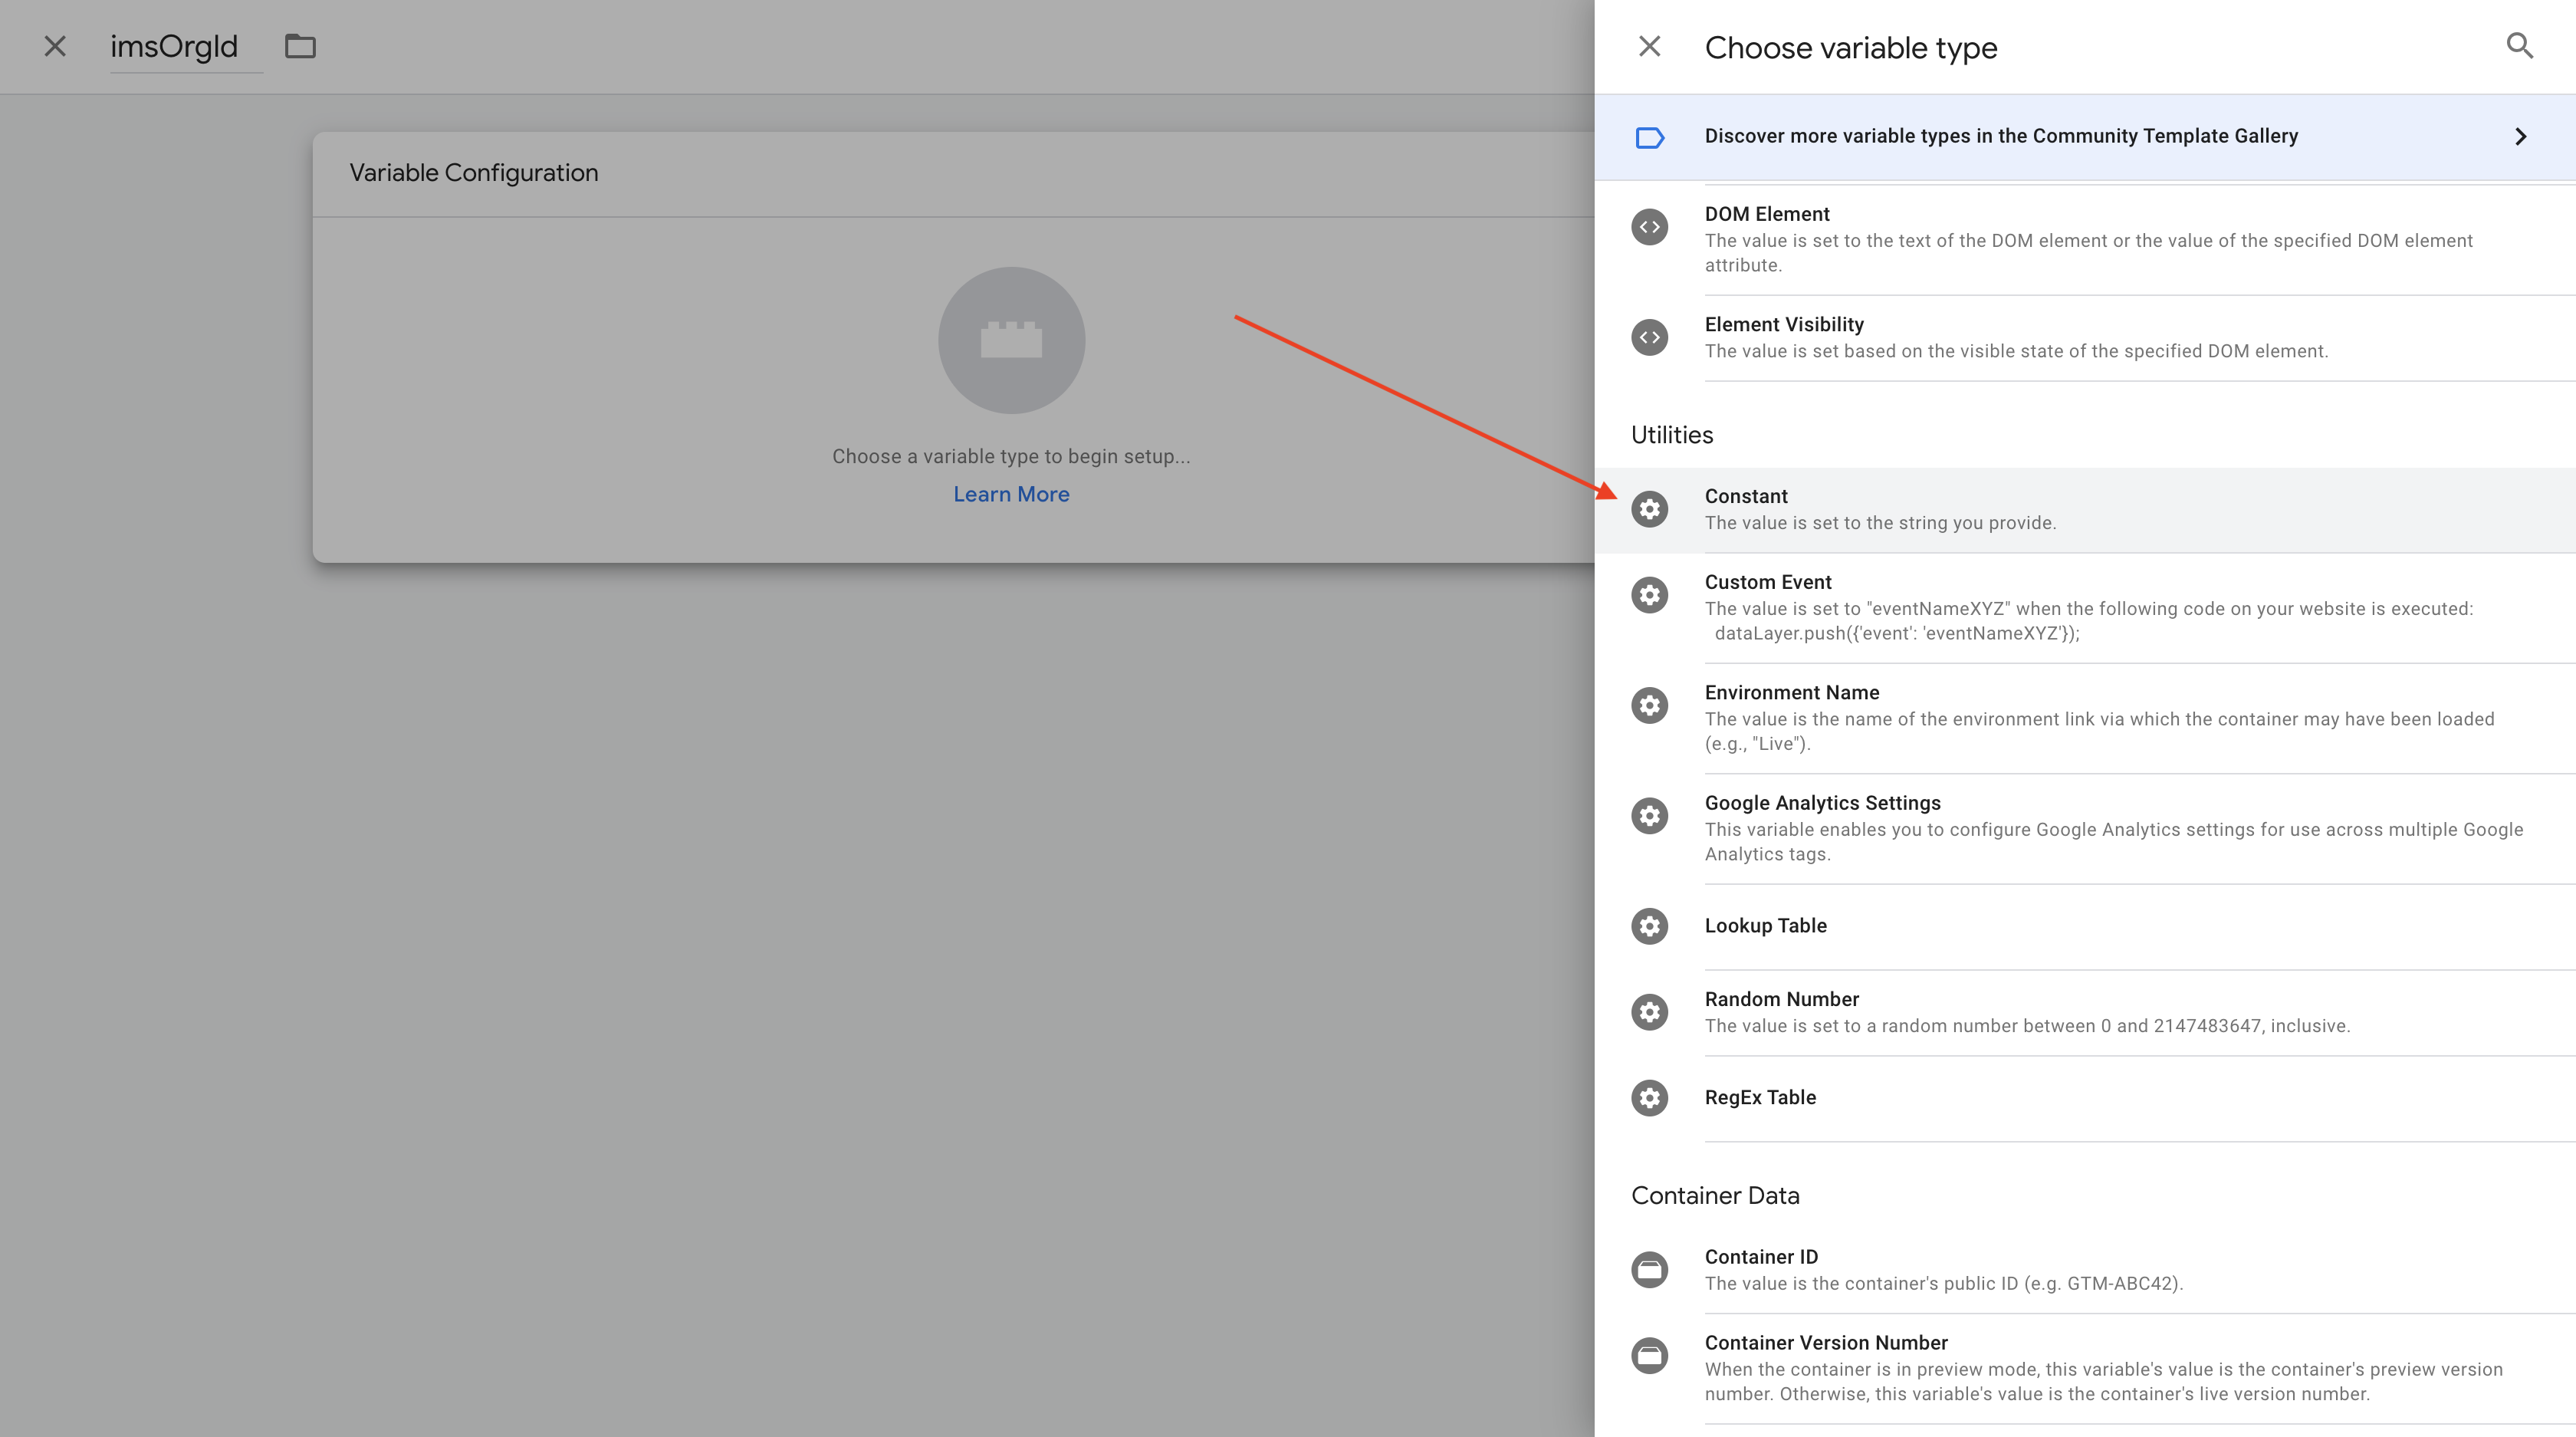 imsOrgId
Variable Configuration
Choose a variable type to begin setup...
Learn More
Choose variable type
Discover more variable types in the Community Template Gallery
DOM Element
The value is set to the text of the DOM element or the value of the specified DOM element
attribute.
Element Visibility
The value is set based on the visible state of the specified DOM element.
Utilities
Constant
The value is set to the string you provide.
Custom Event
The value is set to "eventNameXYZ" when the following code on your website is executed:
dataLayer.push({'event': 'eventNameXYZ'});
Environment Name
The value is the name of the environment link via which the container may have been loaded
(e.g., "Live").
Google Analytics Settings
This variable enables you to configure Google Analytics settings for use across multiple Google
Analytics tags.
Lookup Table
Random Number
The value is set to a random number between 0 and 2147483647, inclusive.
RegEx Table
Container Data
Container ID
The value is the container's public ID (e.g. GTM-ABC42).
Container Version Number
When the container is in preview mode, this variable's value is the container's preview version
number. Otherwise, this variable's value is the container's live version number.